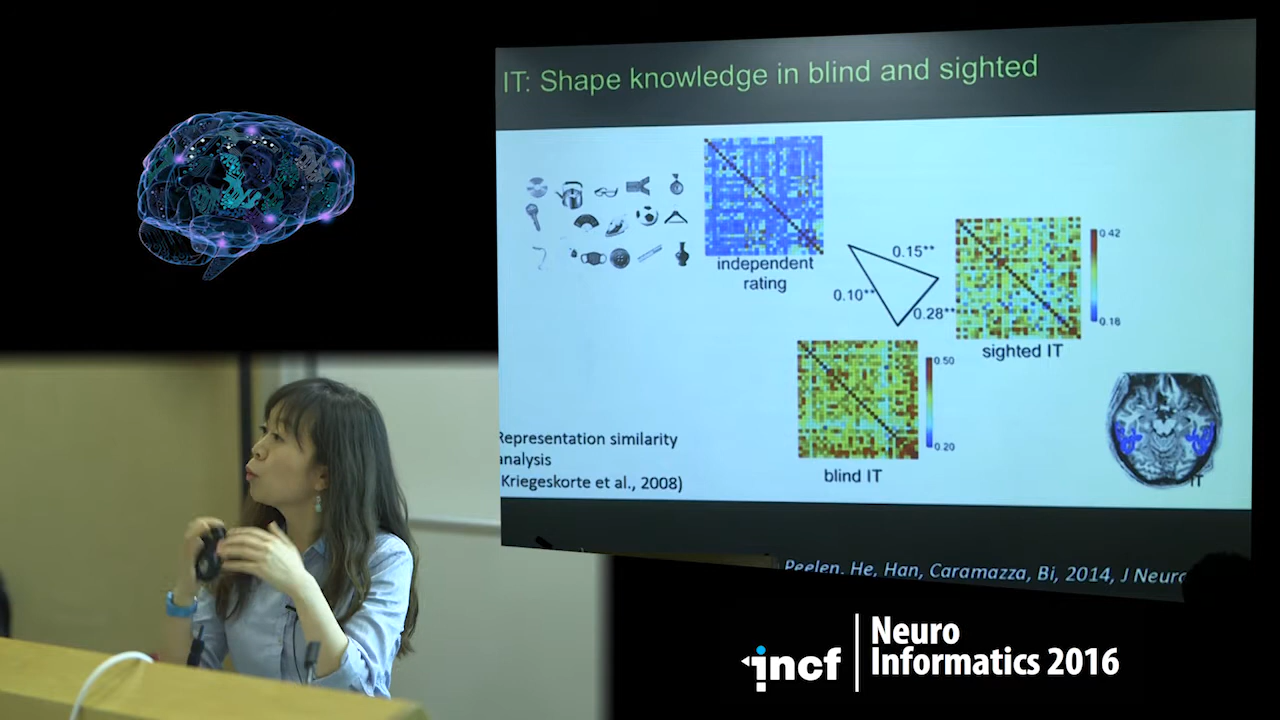 IT: Shape knowledge in blind and sighted
independent
rating
0.15**
0.10**
0.28**
0.42
0.18
sighted IT
0.50
0.20
blind IT
Representation similarity
analysis
Kriegeskorte et al., 2008)
IT
Peelen, He, Han, Caramazza, Bi, 2014, J Neuro
incf
Neuro
Informatics 2016